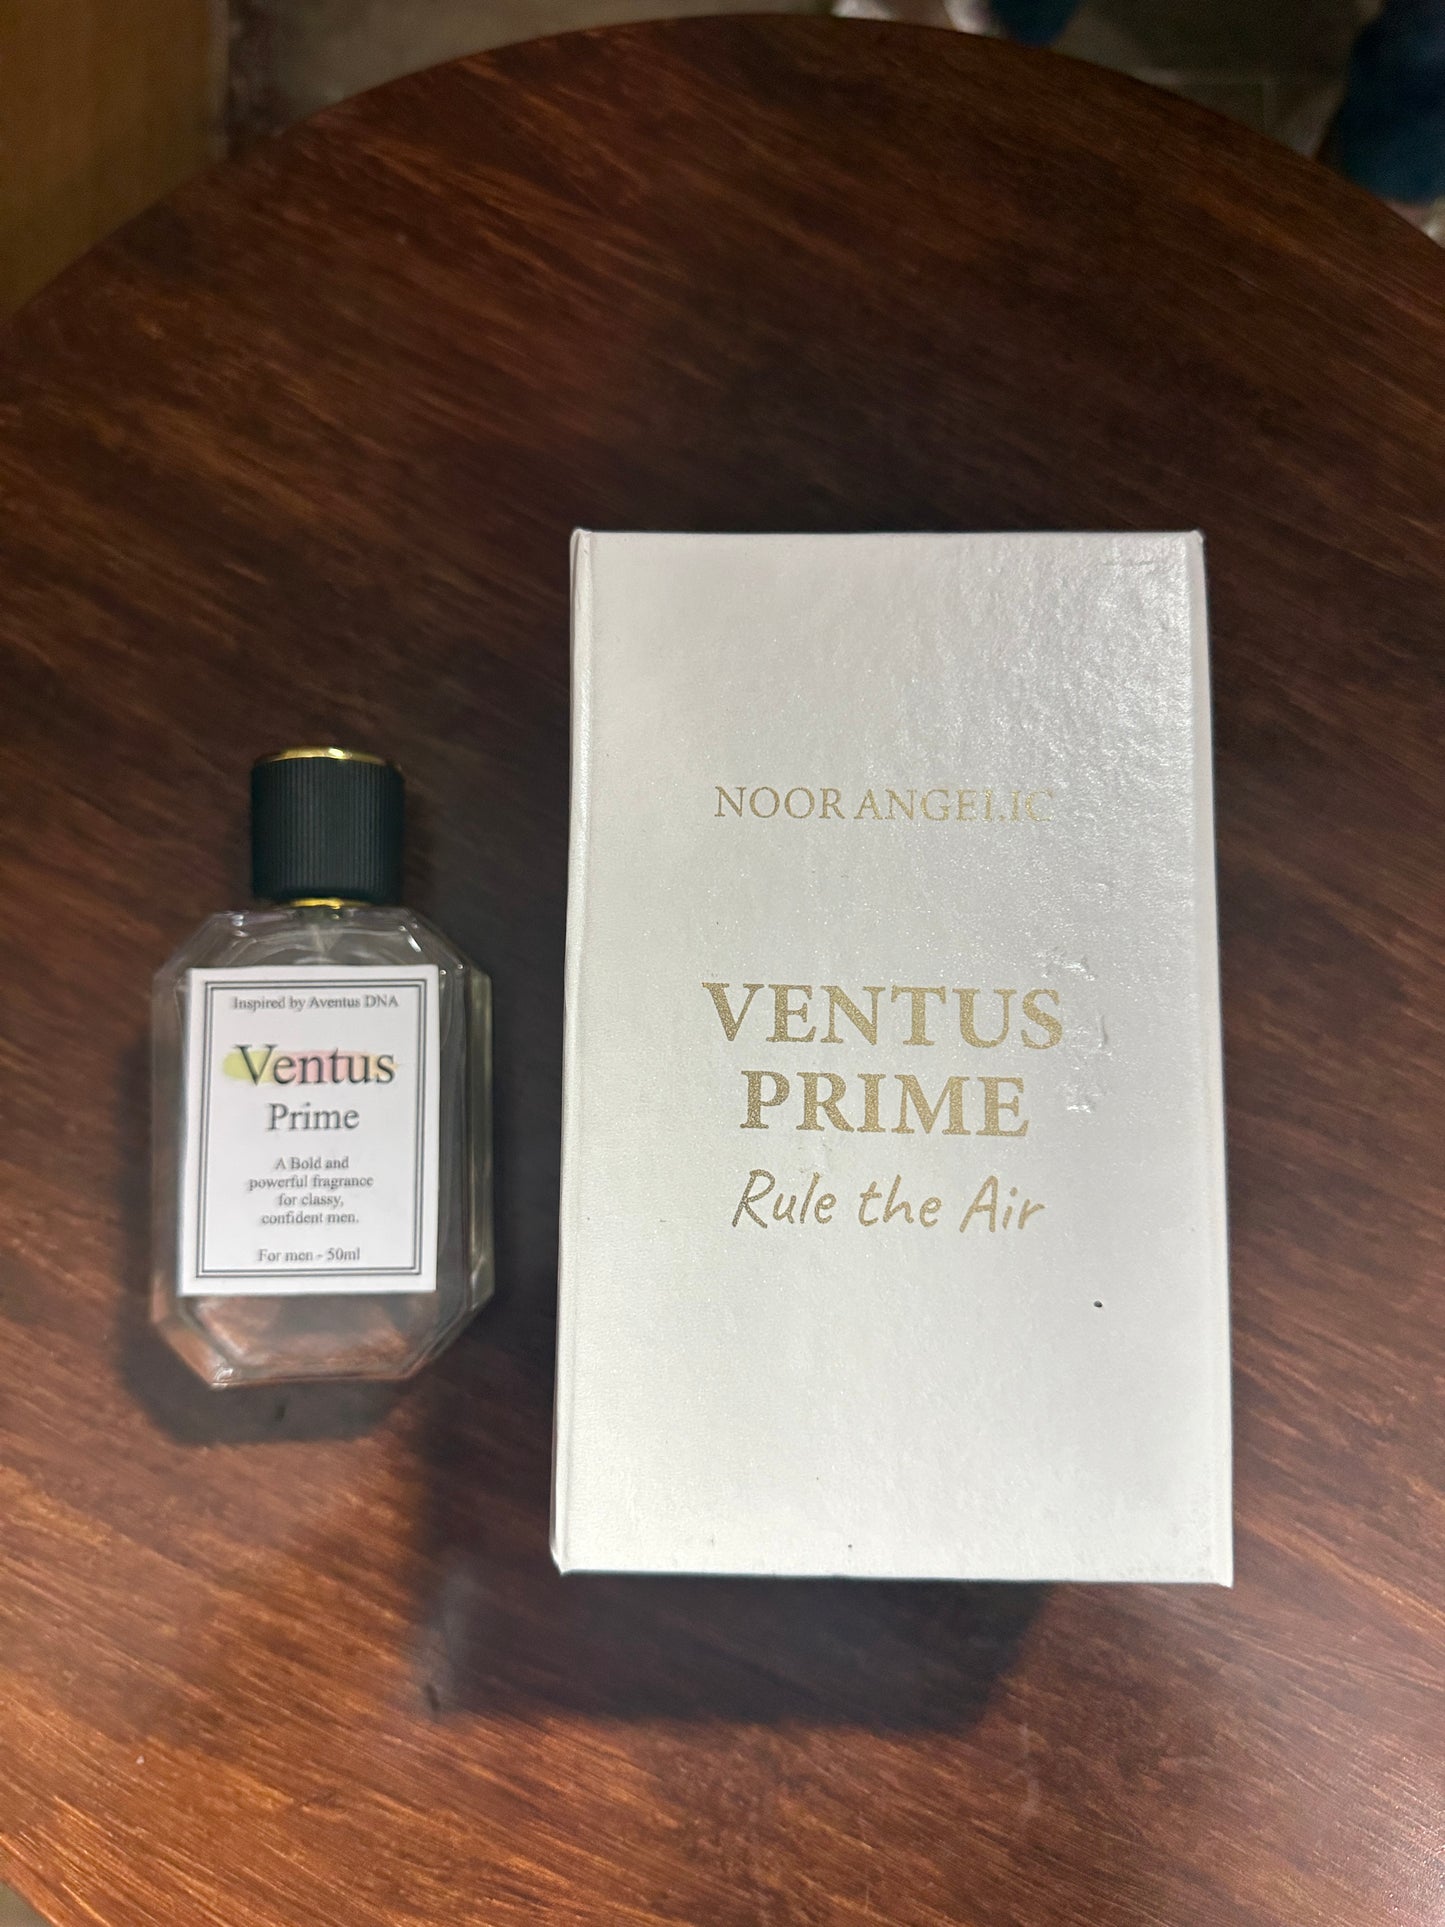 Inspired by Aventus DNA
Ventus
Prime
A Bold and
powerful fragrance
for classy,
confident men.
For men - 50ml
NOOR ANGELIC
VENTUS
PRIME
Rule the Air